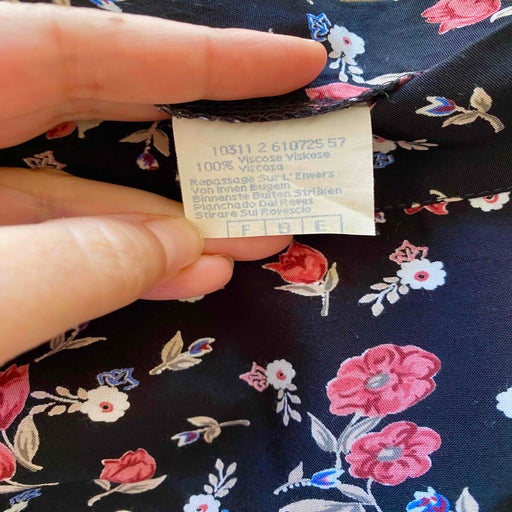 10311 2 610725 57
100% Viscose Viskose
Viscosa
Repassage Sur L'Envers
Von Innen Bugeln
Binnenste Buiten Strijken
Planchado Del Reves
Stirare Sul Rovescio
F B E